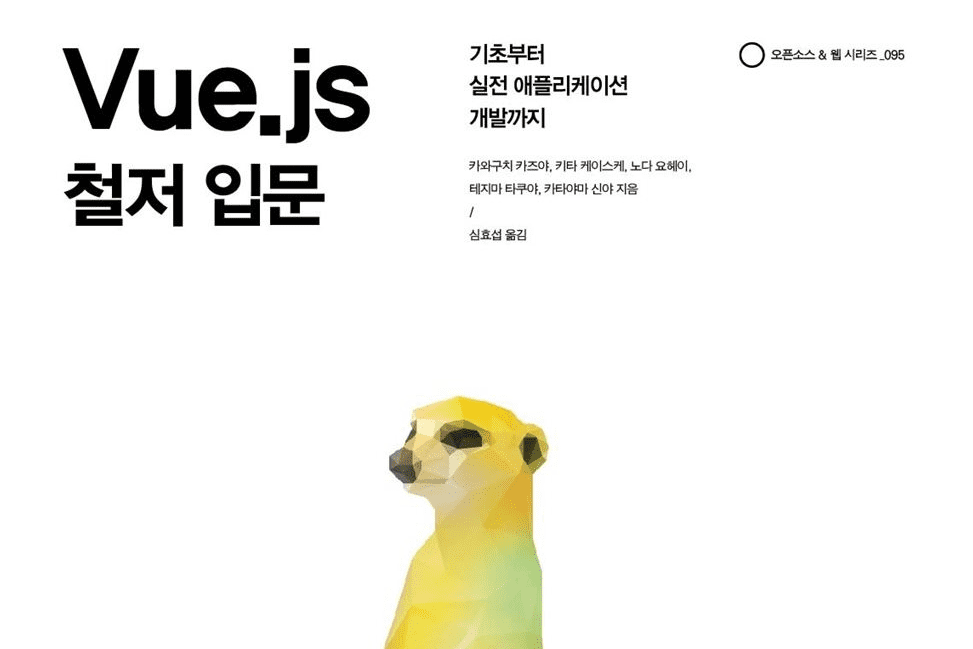 Vue.js
철저 입문
기초부터
실전 애플리케이션
개발까지
카와구치 카즈야, 키타 케이스케, 노다 요헤이,
테지마 타쿠야, 카타야마 신야 지음
/
심효섭 옮김
오픈소스 & 웹 시리즈 _095